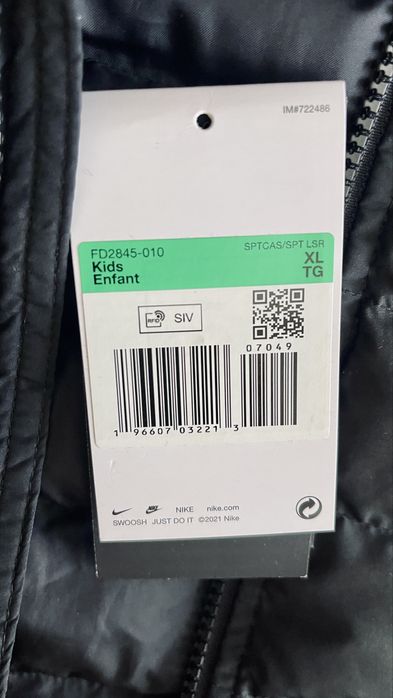 IM#722486
FD2845-010
SPTCAS/SPT LSR
Kids
XL
Enfant
TG
RFID
SIV
07049
1 96607 03221 3
NIKE nike.com
SWOOSH JUST DO IT ©2021 Nike